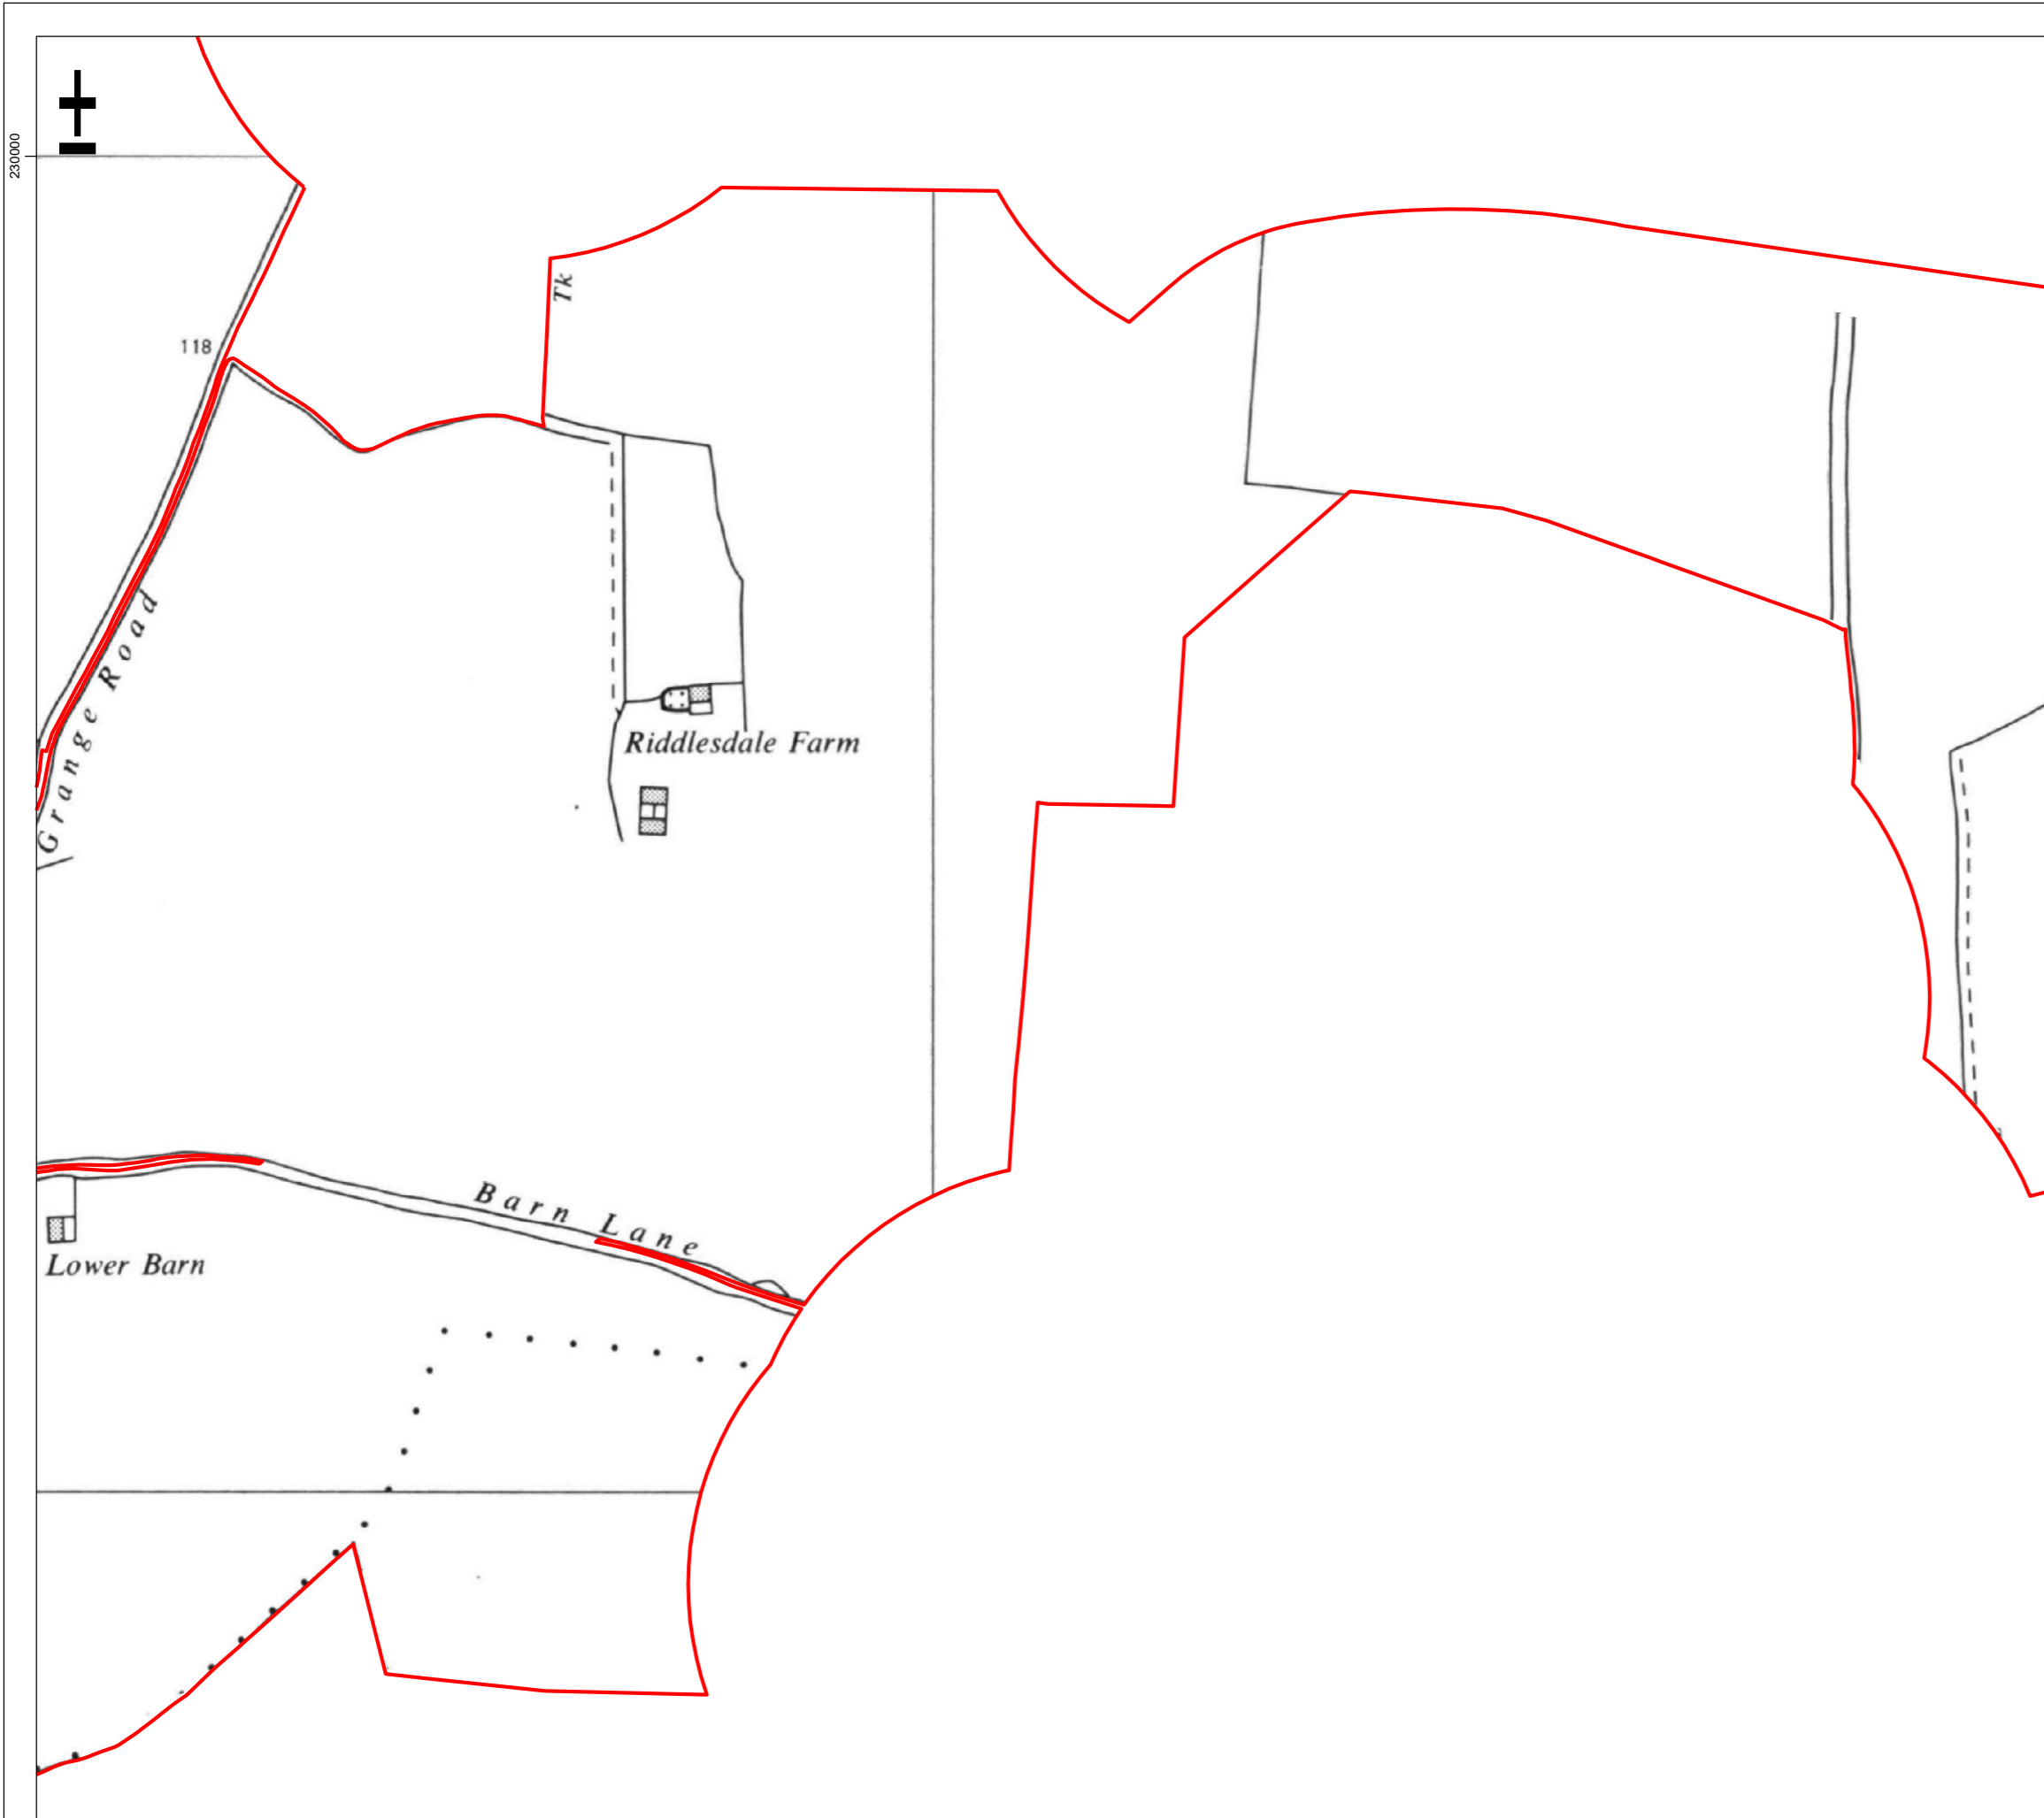 230000
Tk
118
Grange Road
Riddlesdale Farm
Barn Lane
Lower Barn